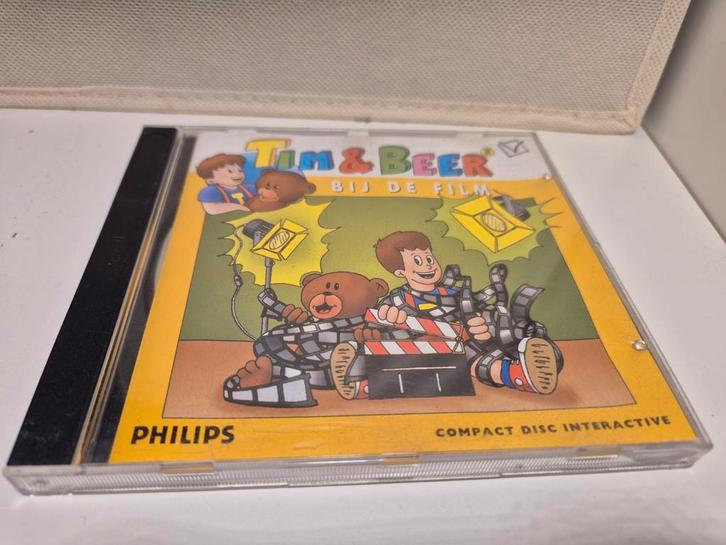 TIM & BEER®
BIJ DE FILM
T
PHILIPS
COMPACT DISC INTERACTIVE